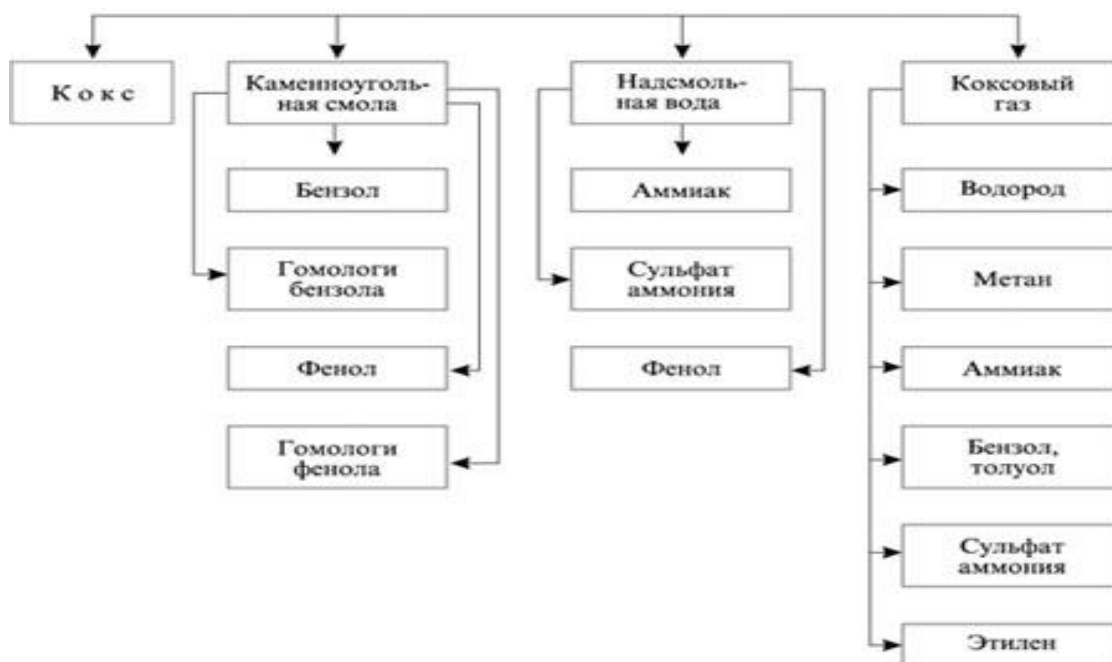 Кокс
Каменноуголь-
ная смола
Бензол
Гомологи
бензола
Фенол
Гомологи
фенола
Надсмоль-
ная вода
Аммиак
Сульфат
аммония
Фенол
Коксовый
газ
Водород
Метан
Аммиак
Бензол,
толуол
Сульфат
аммония
Этилен